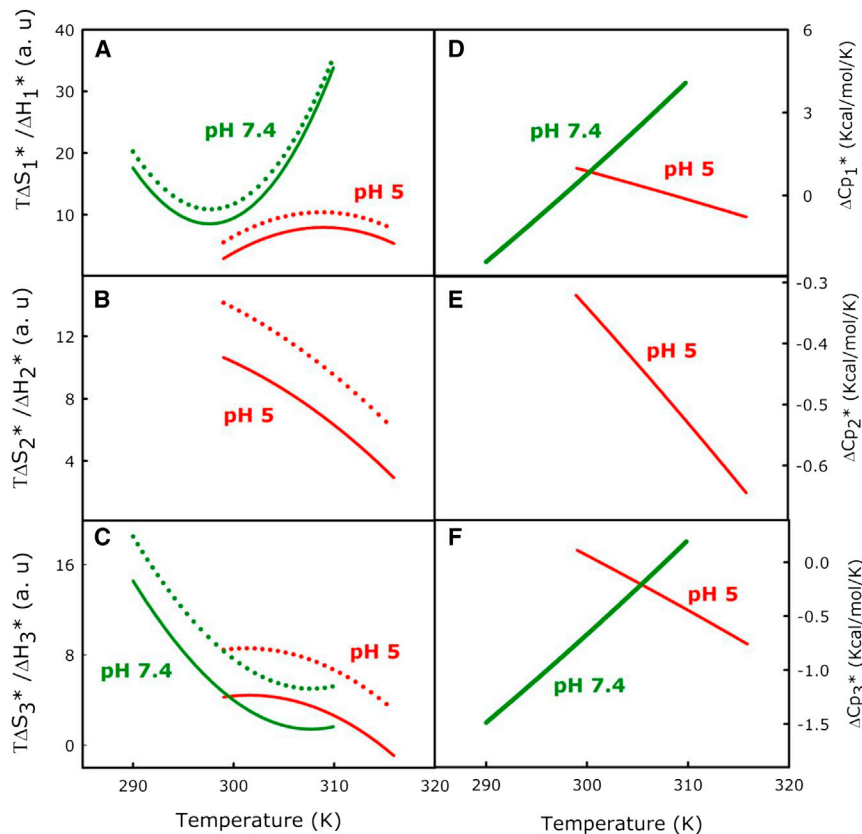 A
TΔS1* /ΔH1* (a. u)
40
30
20
10
pH 7.4
pH 5
D
6
3
0
ΔCp1* (Kcal/mol/K)
pH 7.4
pH 5
B
TΔS2* /ΔH2* (a. u)
12
8
4
pH 5
E
-0.3
-0.4
-0.5
-0.6
ΔCp2* (Kcal/mol/K)
pH 5
C
TΔS3* /ΔH3* (a. u)
16
8
0
pH 7.4
pH 5
290 300 310 320
Temperature (K)
F
0.0
-0.5
-1.0
-1.5
ΔCp3* (Kcal/mol/K)
pH 5
pH 7.4
290 300 310 320
Temperature (K)